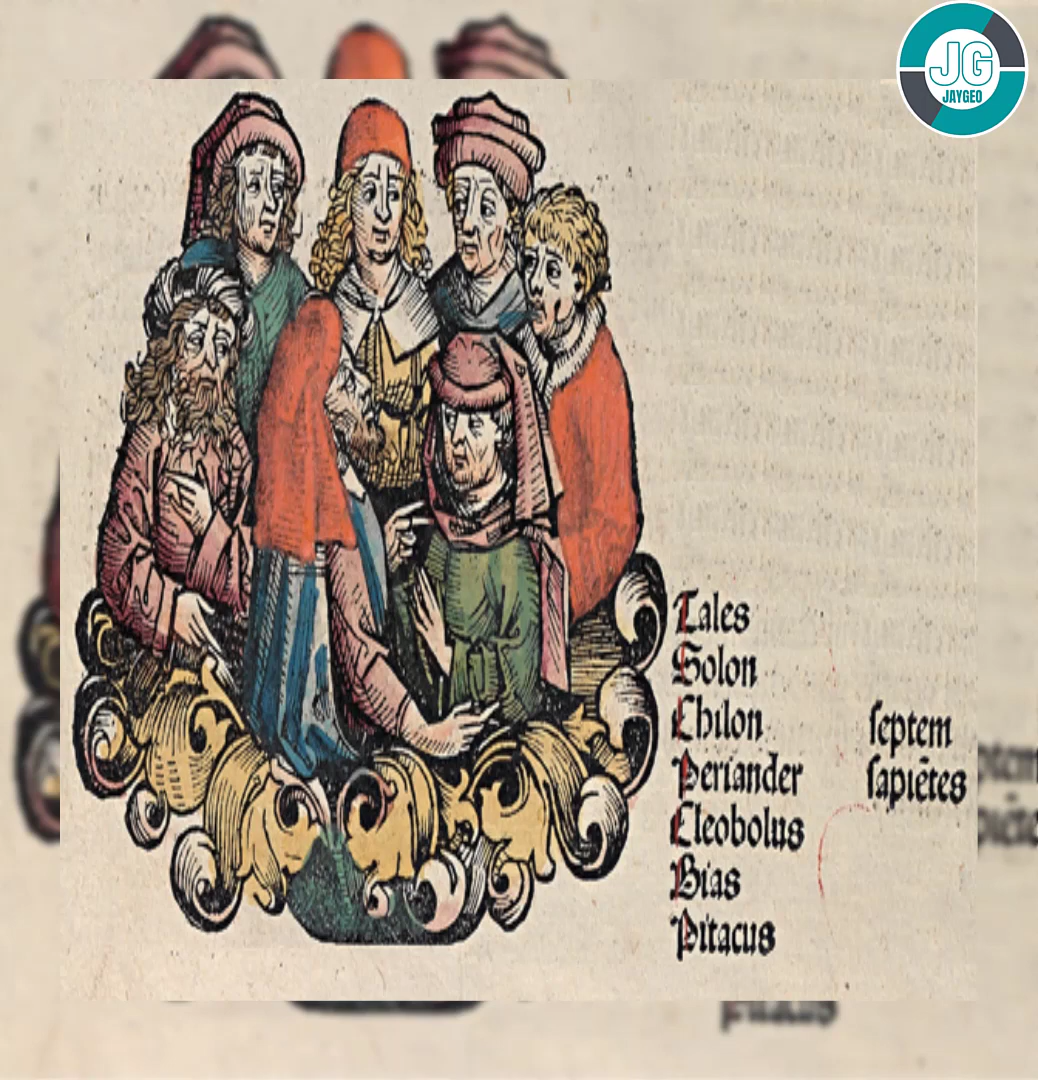 JG
JAYGEO
Tales
Solon
Chilon
Periander
Cleobolus
Bias
Pitacus
ſeptem
ſapiētes